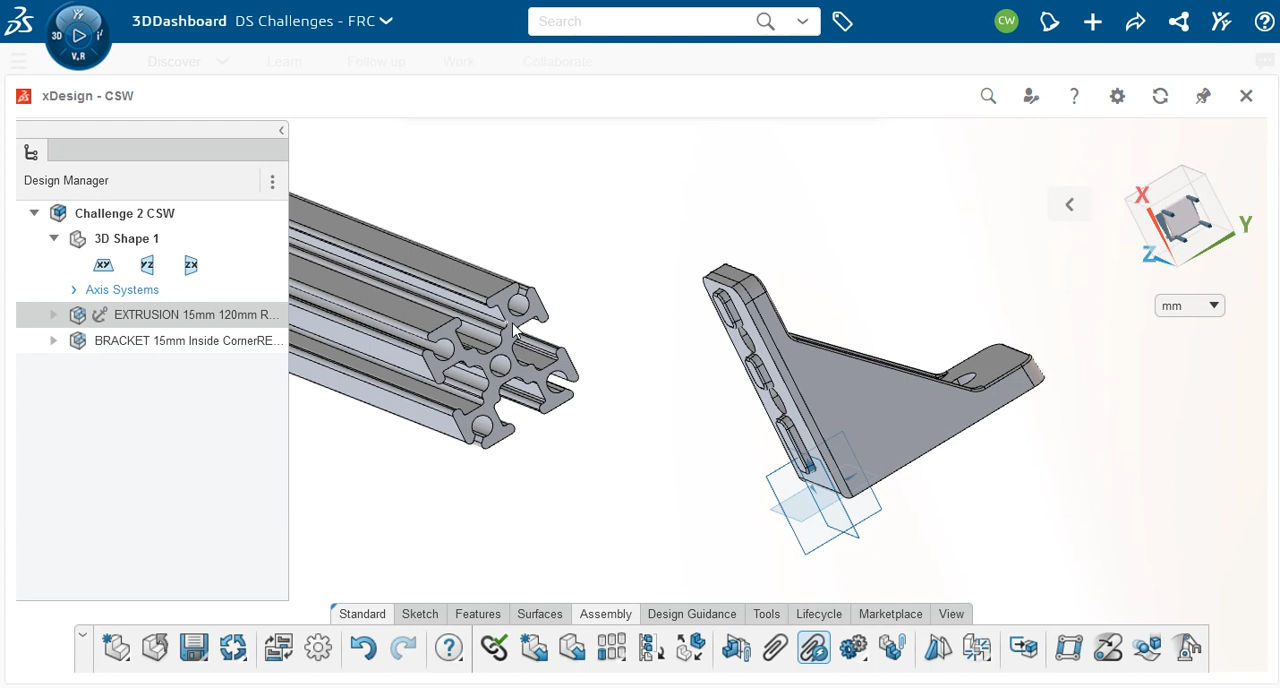 3DDashboard DS Challenges - FRC
Search
CW
3D
V,R
Discover Learn Follow up Work Collaborate
xDesign - CSW
Design Manager
Challenge 2 CSW
3D Shape 1
XY YZ ZX
Axis Systems
EXTRUSION 15mm 120mm R...
BRACKET 15mm Inside CornerRE...
X
Y
Z
mm
Standard Sketch Features Surfaces Assembly Design Guidance Tools Lifecycle Marketplace View